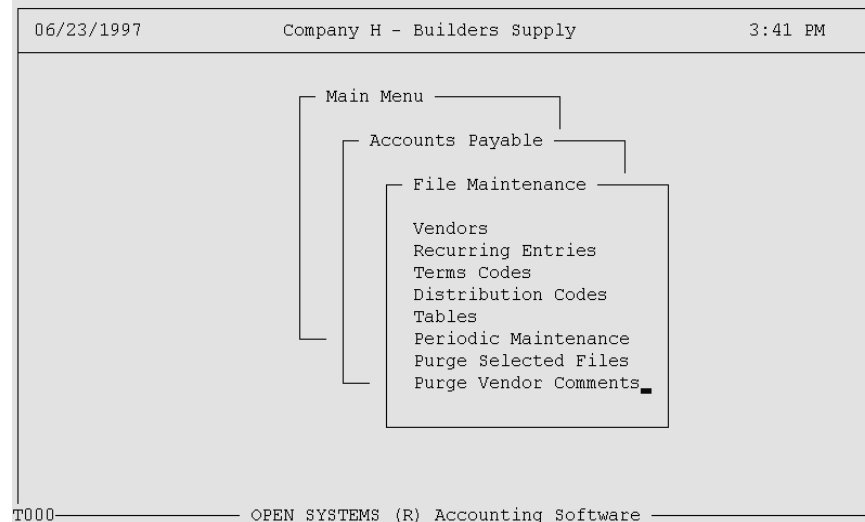 06/23/1997 Company H - Builders Supply 3:41 PM
Main Menu
Accounts Payable
File Maintenance
Vendors
Recurring Entries
Terms Codes
Distribution Codes
Tables
Periodic Maintenance
Purge Selected Files
Purge Vendor Comments
T000 OPEN SYSTEMS (R) Accounting Software